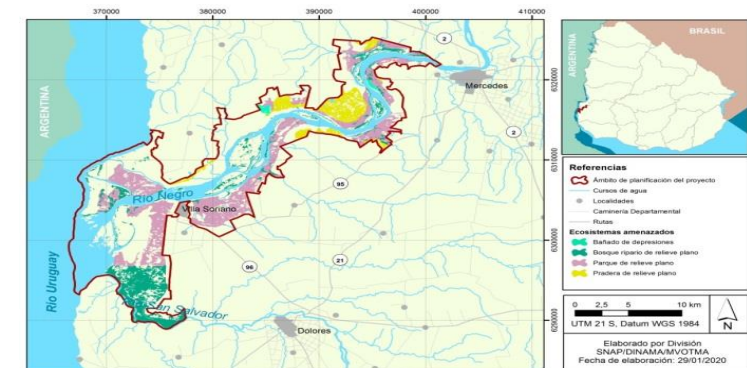 370000
380000
390000
400000
410000
ARGENTINA
Río Uruguay
Río Negro
Villa Soriano
San Salvador
Mercedes
Dolores
2
2
95
21
96
6320000
6310000
6300000
6290000
ARGENTINA
BRASIL
Referencias
Ámbito de planificación del proyecto
Cursos de agua
Localidades
Caminería Departamental
Rutas
Ecosistemas amenazados
Bañado de depresiones
Bosque ripario de relieve plano
Parque de relieve plano
Pradera de relieve plano
0 2,5 5 10 km
UTM 21 S, Datum WGS 1984
N
Elaborado por División
SNAP/DINAMA/MVOTMA
Fecha de elaboración: 29/01/2020